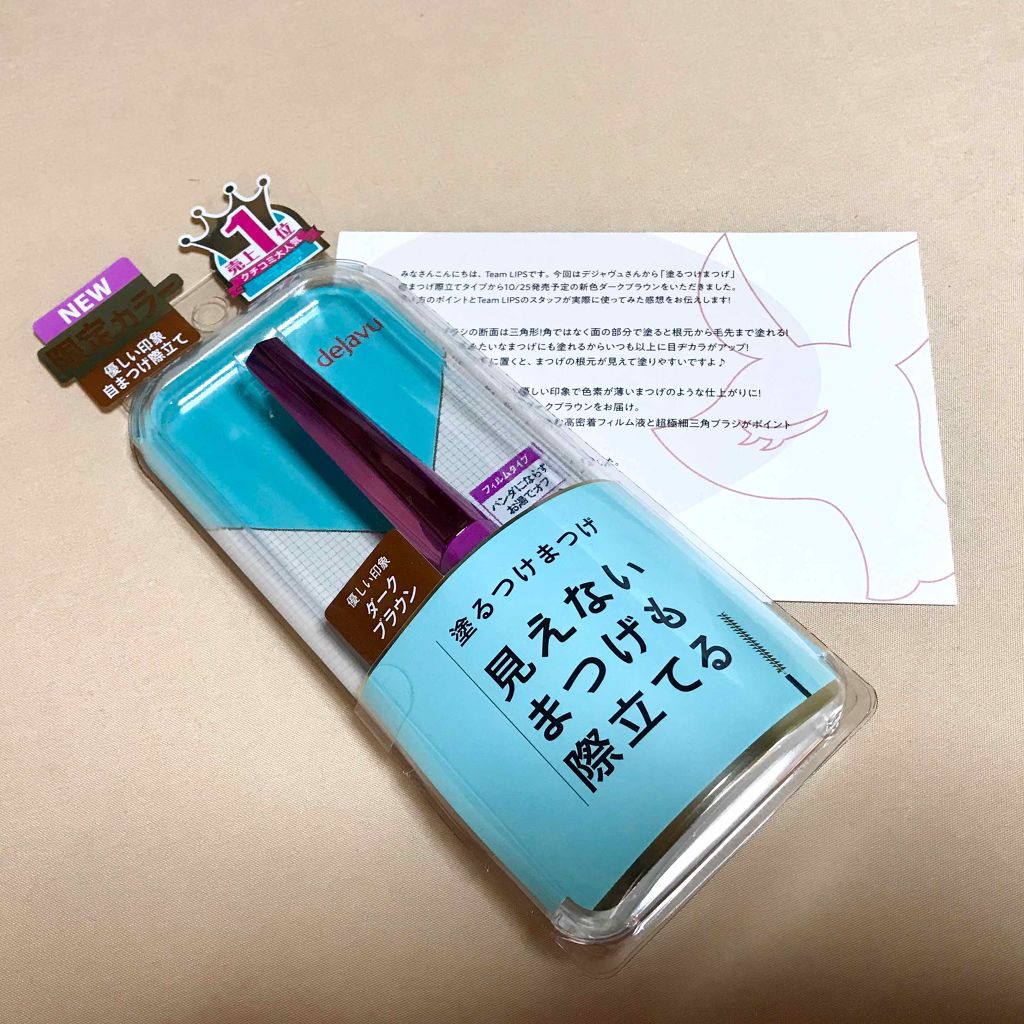 1
売上 位
クチコミ大人気
NEW
限定カラー
優しい印象
自まつげ際立て
dejavu
フィルムタイプ
パンダにならず
お湯でオフ
優しい印象
ダーク
ブラウン
塗るつけまつげ
見えない
まつげも
際立てる
みなさんこんにちは、Team LIPSです。今回はデジャヴュさんから「塗るつけまつげ」
まつげ際立てタイプから10/25発売予定の新色ダークブラウンをいただきました。
方のポイントとTeam LIPSのスタッフが実際に使ってみた感想をお伝えします!
ブラシの断面は三角形!角ではなく面の部分で塗ると根元から毛先まで塗れる!
みたいなまつげにも塗れるからいつも以上に目ヂカラがアップ!
に置くと、まつげの根元が見えて塗りやすいですよ♪
優しい印象で色素が薄いまつげのような仕上がりに!
ークブラウンをお届け。
む高密着フィルム液と超極細三角ブラシがポイント
ました。